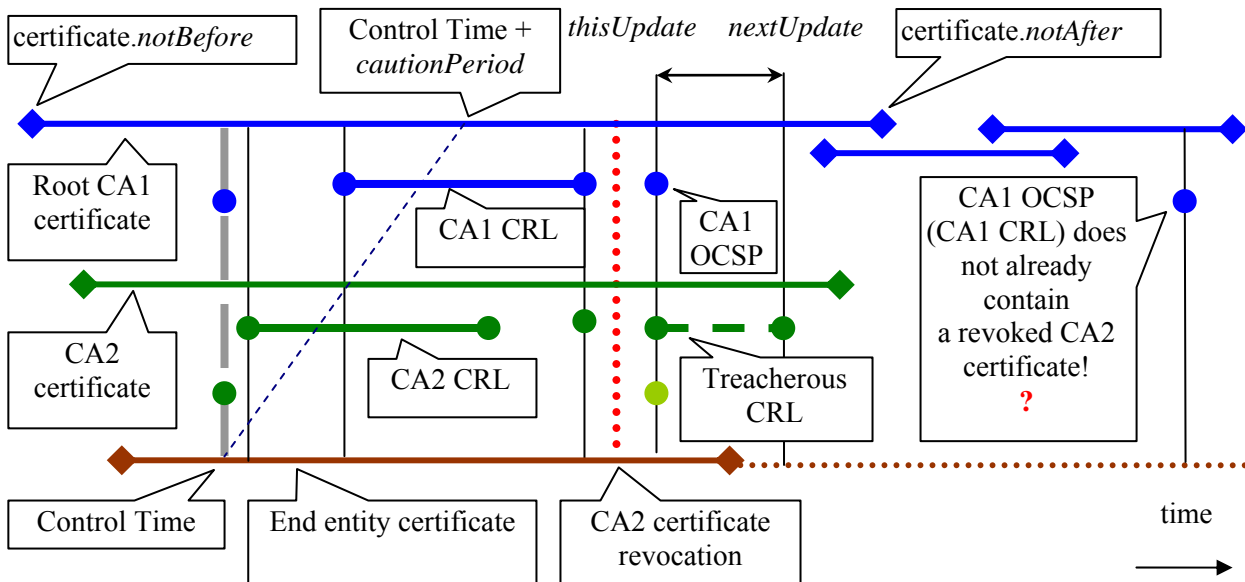 certificate.notBefore
Control Time +
cautionPeriod
thisUpdate
nextUpdate
certificate.notAfter
Root CA1
certificate
CA1 CRL
CA1
OCSP
CA1 OCSP
(CA1 CRL) does
not already
contain
a revoked CA2
certificate!
?
CA2
certificate
CA2 CRL
Treacherous
CRL
Control Time
End entity certificate
CA2 certificate
revocation
time